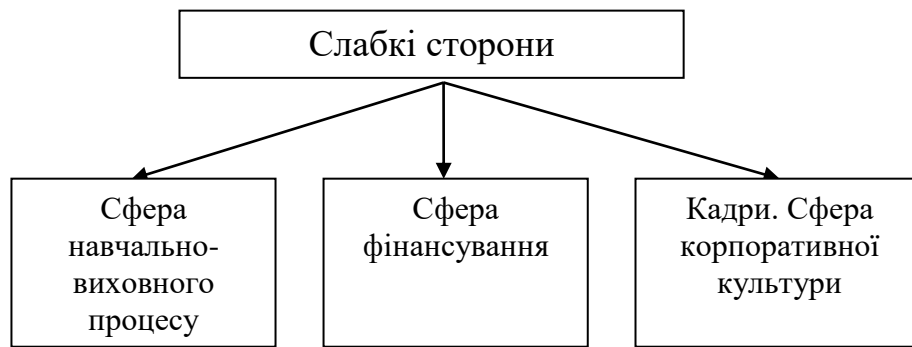 Слабкі сторони
Сфера
навчально-
виховного
процесу
Сфера
фінансування
Кадри. Сфера
корпоративної
культури